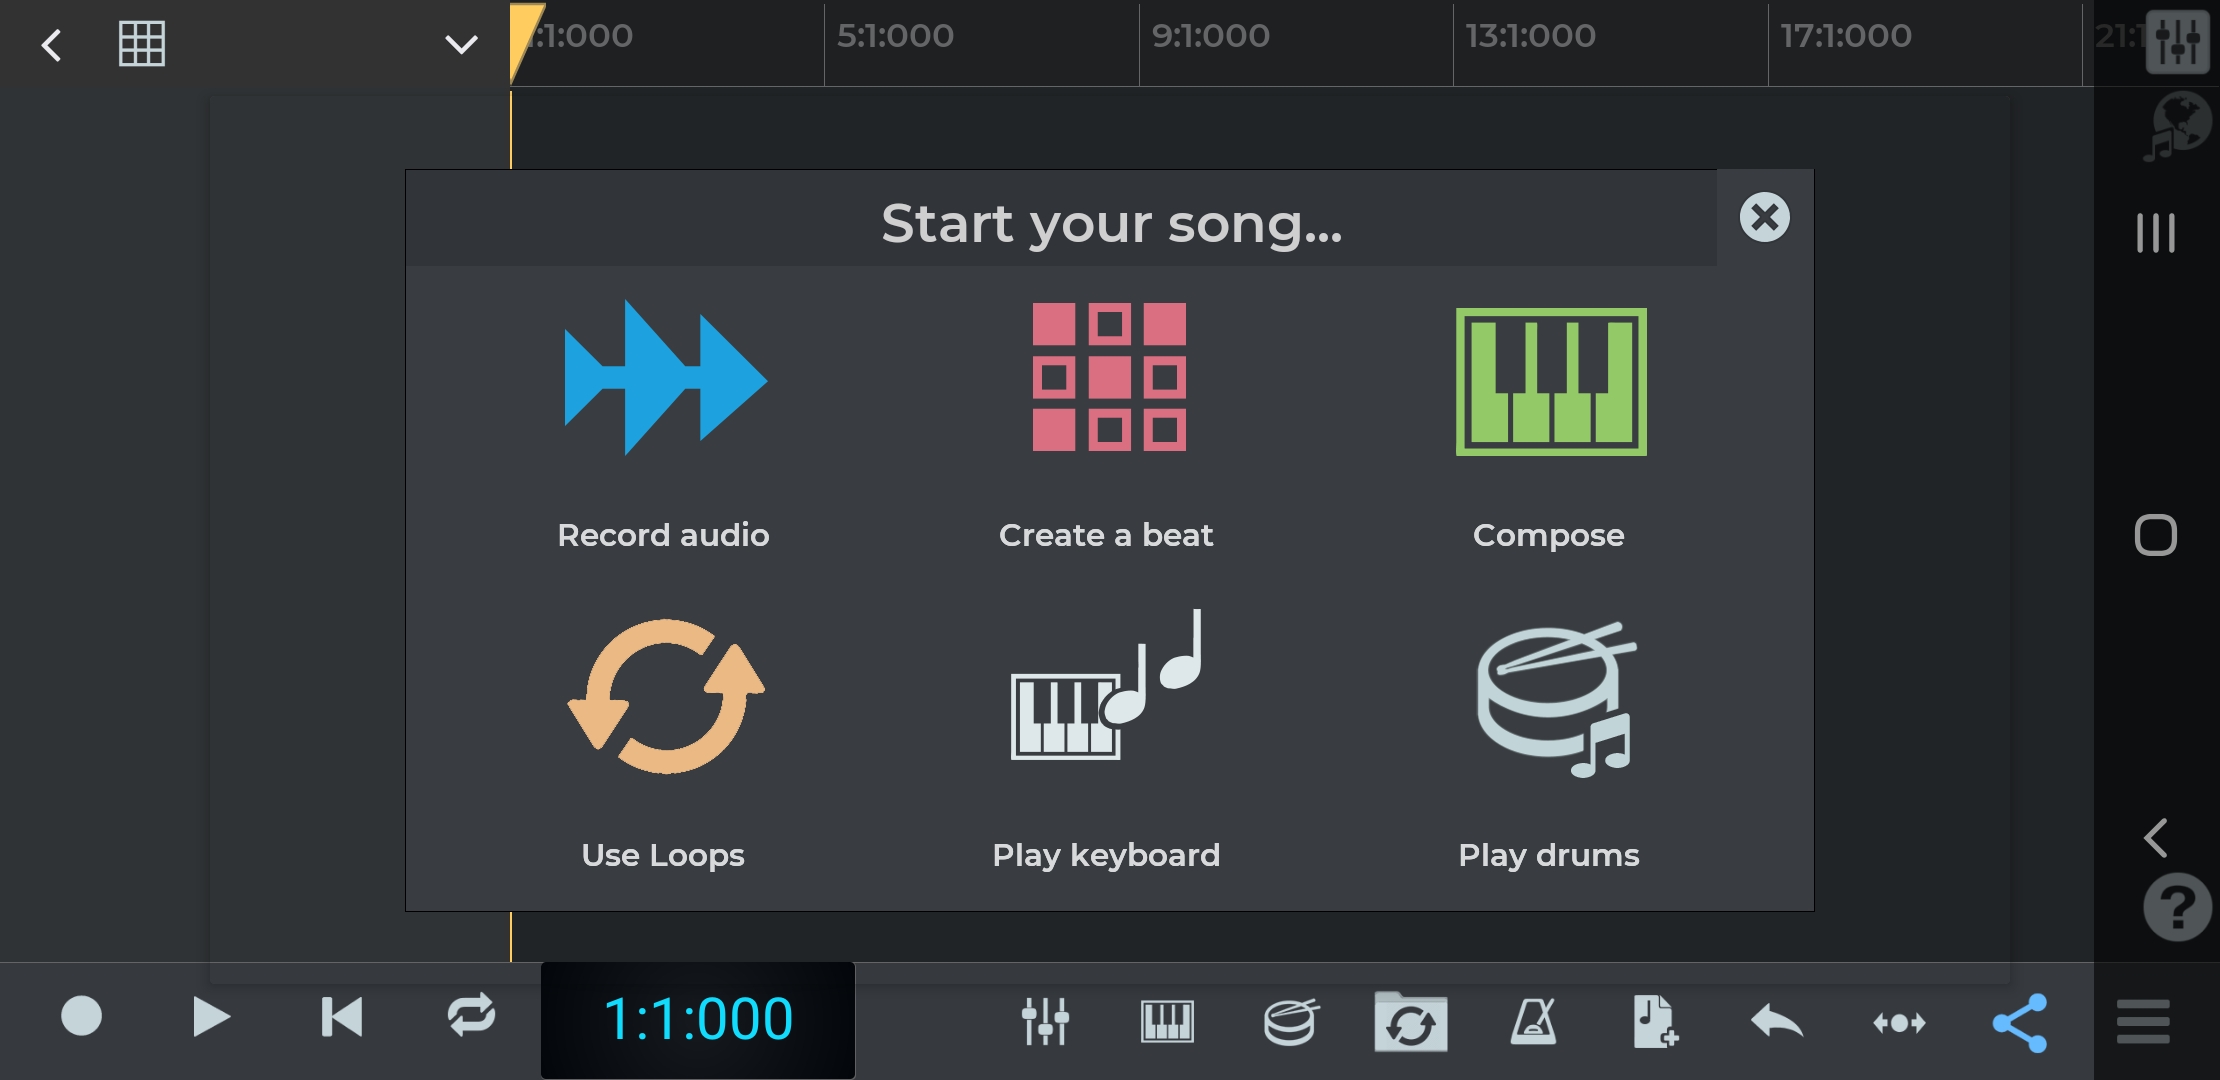 :1:000 5:1:000 9:1:000 13:1:000 17:1:000 21:1
Start your song...
Record audio Create a beat Compose
Use Loops Play keyboard Play drums
1:1:000